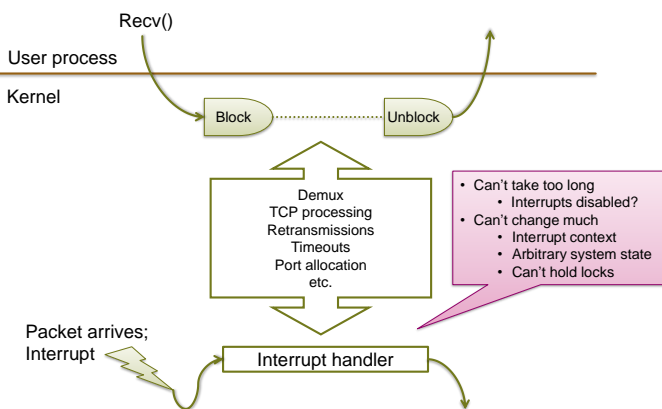 Recv()
User process
Kernel
Block
Unblock
Demux
TCP processing
Retransmissions
Timeouts
Port allocation
etc.
• Can't take too long
• Interrupts disabled?
• Can't change much
• Interrupt context
• Arbitrary system state
• Can't hold locks
Packet arrives;
Interrupt
Interrupt handler